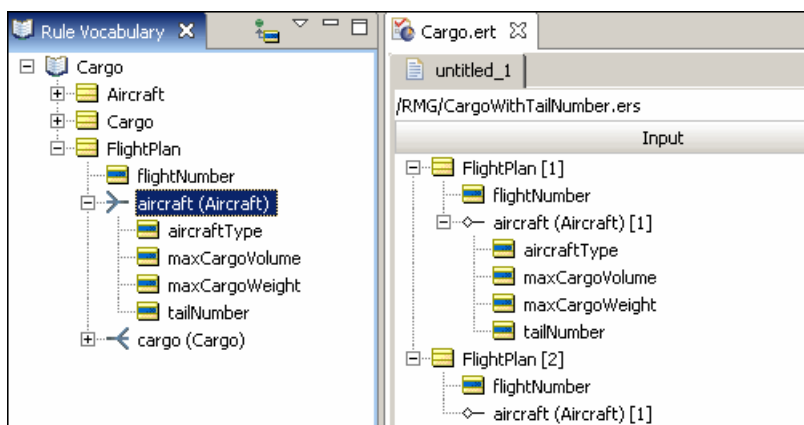 Rule Vocabulary
Cargo
Aircraft
Cargo
FlightPlan
flightNumber
aircraft (Aircraft)
aircraftType
maxCargoVolume
maxCargoWeight
tailNumber
cargo (Cargo)
Cargo.ert
untitled_1
/RMG/CargoWithTailNumber.ers
Input
FlightPlan [1]
flightNumber
aircraft (Aircraft) [1]
aircraftType
maxCargoVolume
maxCargoWeight
tailNumber
FlightPlan [2]
flightNumber
aircraft (Aircraft) [1]